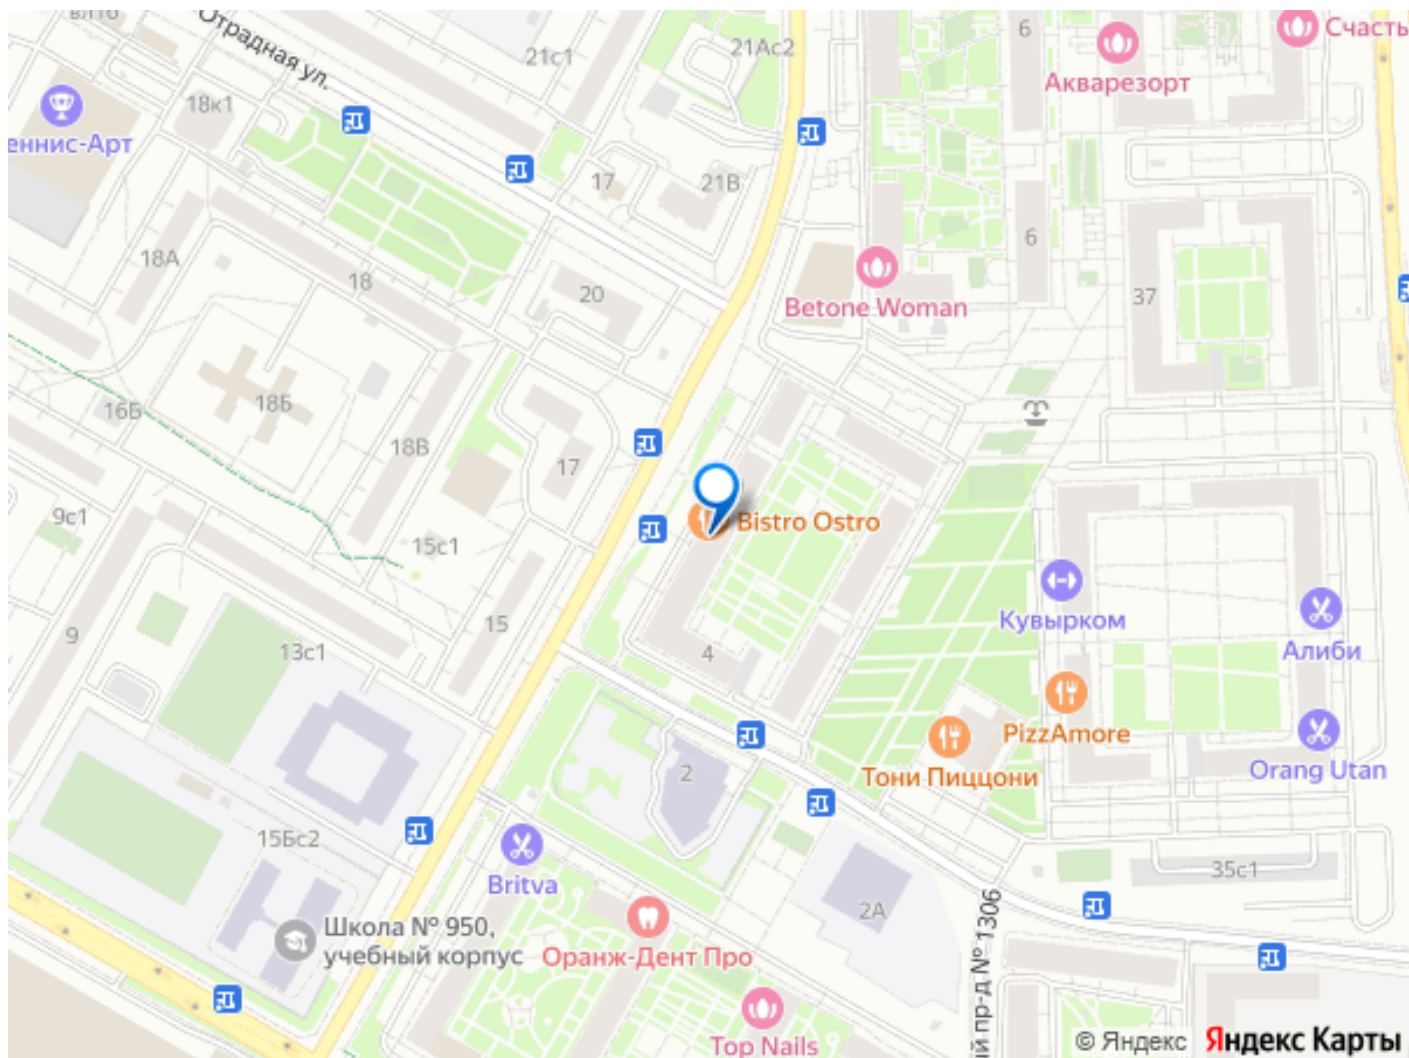 Отрадная ул.
21с1
21Ас2
6
Счасть
Акварезорт
18к1
еннис-Арт
17
21В
18А
18
20
6
37
Betone Woman
16Б
18Б
18В
17
9с1
15с1
Bistro Ostro
Кувырком
15
9
13с1
4
Алиби
PizzAmore
2
Тони Пиццони
Orang Utan
15Бс2
Britva
35с1
2А
Школа № 950,
учебный корпус
Оранж-Дент Про
ый пр-д № 1306
Top Nails
© Яндекс
Яндекс Карты